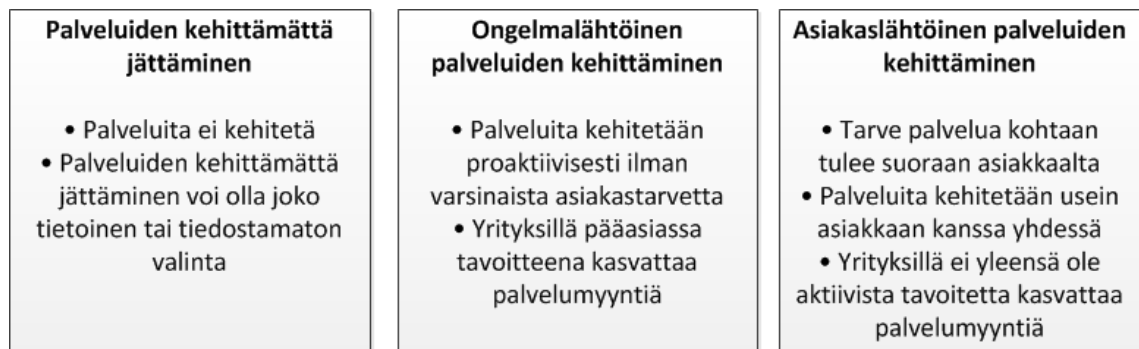 Palveluiden kehittämättä
jättäminen
• Palveluita ei kehitetä
• Palveluiden kehittämättä
jättäminen voi olla joko
tietoinen tai tiedostamaton
valinta
Ongelmalähtöinen
palveluiden kehittäminen
• Palveluita kehitetään
proaktiivisesti ilman
varsinaista asiakastarvetta
• Yrityksillä pääasiassa
tavoitteena kasvattaa
palvelumyyntiä
Asiakaslähtöinen palveluiden
kehittäminen
• Tarve palvelua kohtaan
tulee suoraan asiakkaalta
• Palveluita kehitetään usein
asiakkaan kanssa yhdessä
• Yrityksillä ei yleensä ole
aktiivista tavoitetta kasvattaa
palvelumyyntiä